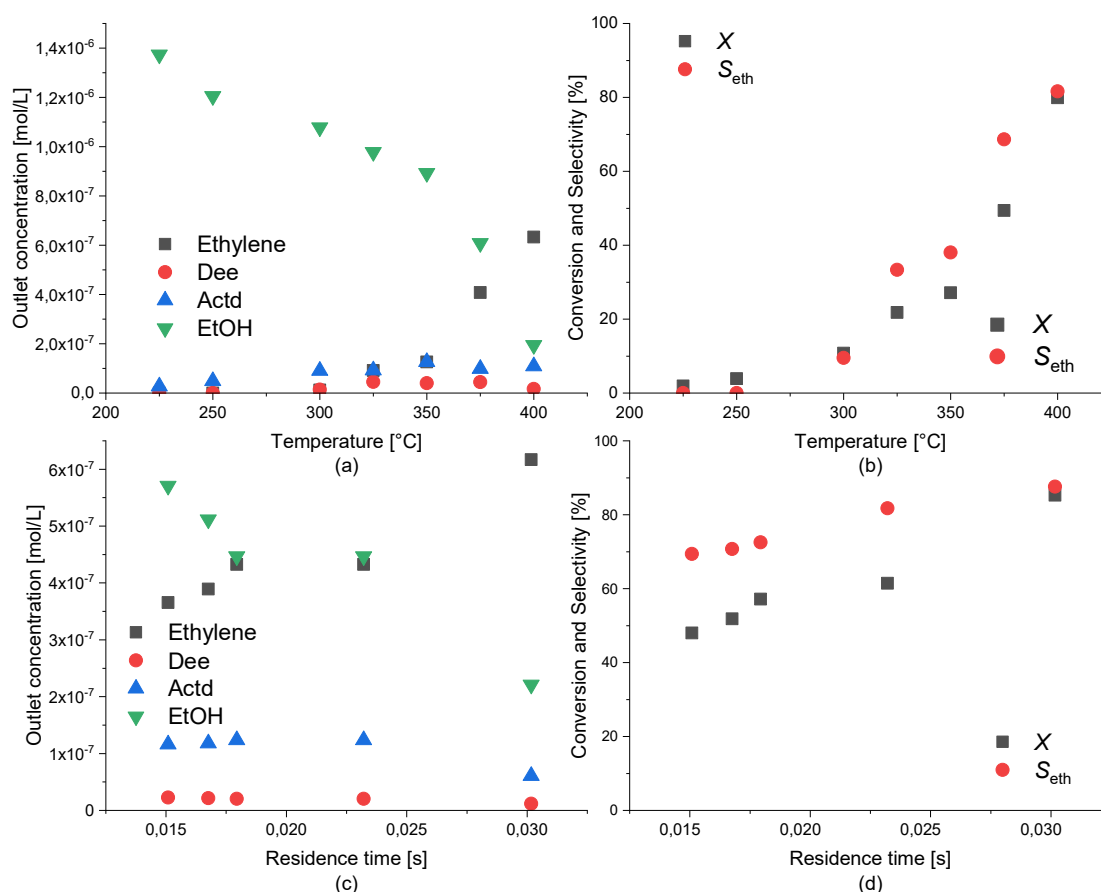 1,4x10⁻⁶
1,2x10⁻⁶
1,0x10⁻⁶
8,0x10⁻⁷
6,0x10⁻⁷
4,0x10⁻⁷
2,0x10⁻⁷
0,0
Outlet concentration [mol/L]
Ethylene
Dee
Actd
EtOH
200 250 300 350 400
Temperature [°C]
(a)
100
80
60
40
20
0
Conversion and Selectivity [%]
X
S_eth
X
S_eth
200 250 300 350 400
Temperature [°C]
(b)
6x10⁻⁷
5x10⁻⁷
4x10⁻⁷
3x10⁻⁷
2x10⁻⁷
1x10⁻⁷
0
Outlet concentration [mol/L]
Ethylene
Dee
Actd
EtOH
0,015 0,020 0,025 0,030
Residence time [s]
(c)
100
80
60
40
20
0
Conversion and Selectivity [%]
X
S_eth
0,015 0,020 0,025 0,030
Residence time [s]
(d)